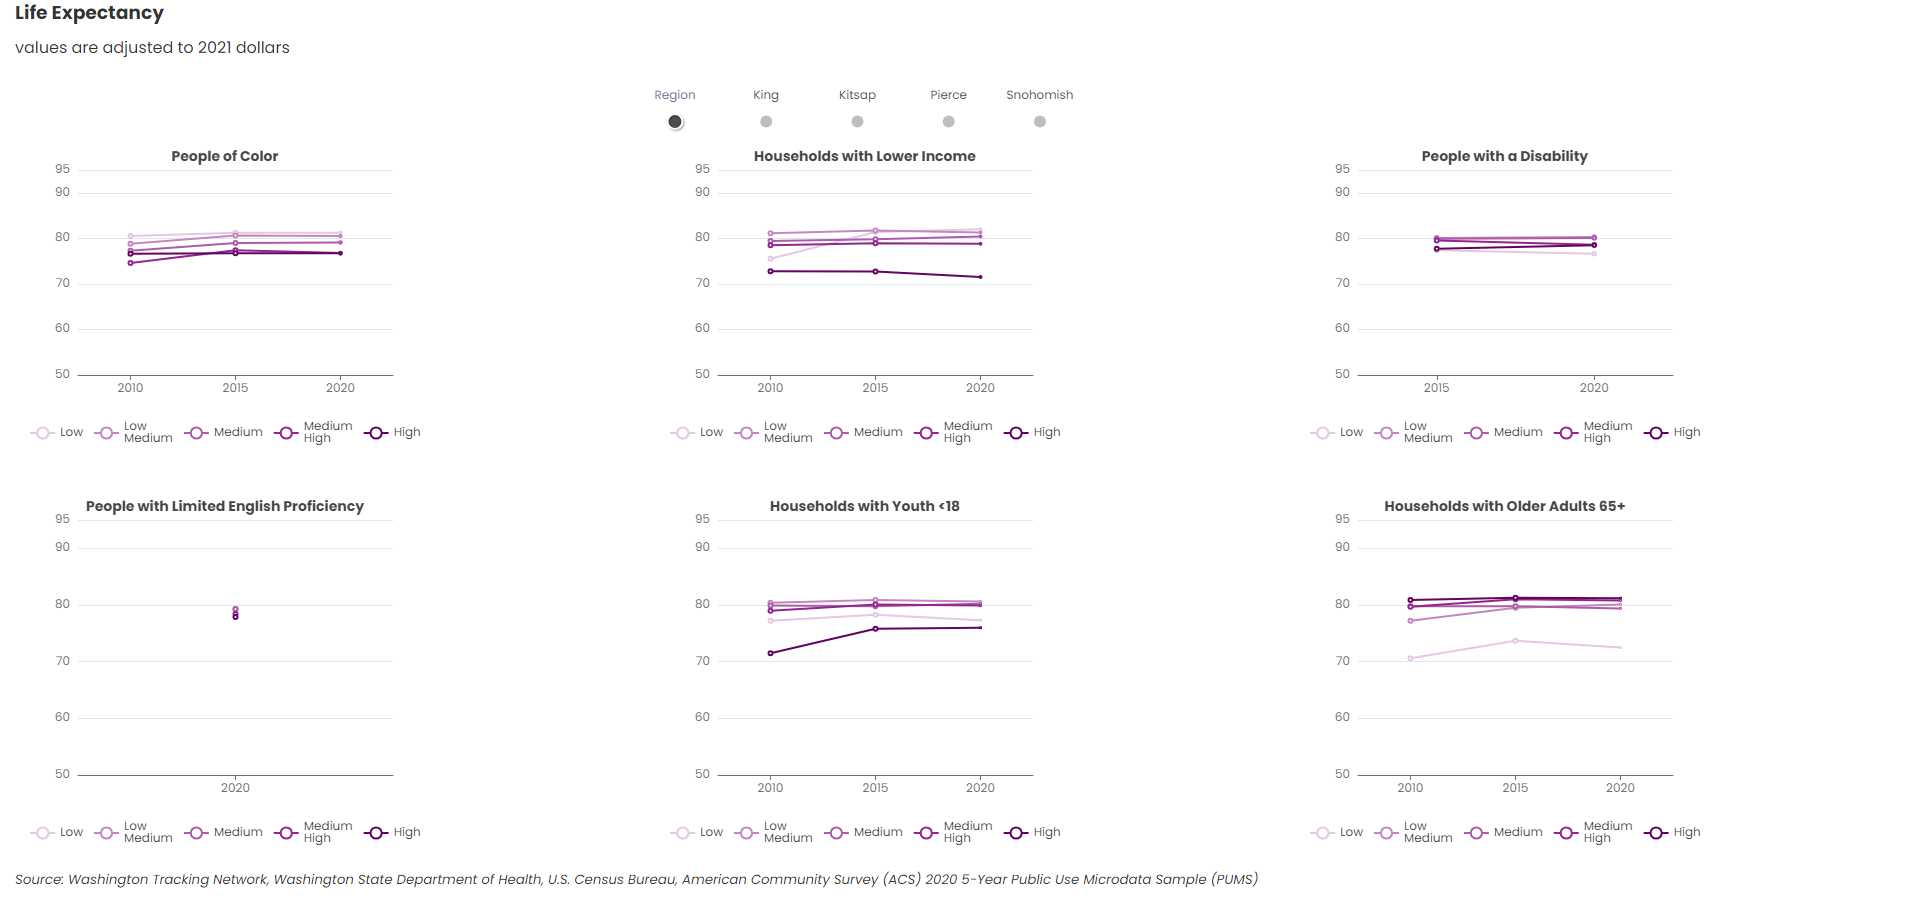 Life Expectancy
values are adjusted to 2021 dollars
Region King Kitsap Pierce Snohomish
People of Color
95
90
80
70
60
50
2010 2015 2020
Low Low Medium Medium Medium High High
Households with Lower Income
95
90
80
70
60
50
2010 2015 2020
Low Low Medium Medium Medium High High
People with a Disability
95
90
80
70
60
50
2015 2020
Low Low Medium Medium Medium High High
People with Limited English Proficiency
95
90
80
70
60
50
2020
Low Low Medium Medium Medium High High
Households with Youth <18
95
90
80
70
60
50
2010 2015 2020
Low Low Medium Medium Medium High High
Households with Older Adults 65+
95
90
80
70
60
50
2010 2015 2020
Low Low Medium Medium Medium High High
Source: Washington Tracking Network, Washington State Department of Health, U.S. Census Bureau, American Community Survey (ACS) 2020 5-Year Public Use Microdata Sample (PUMS)